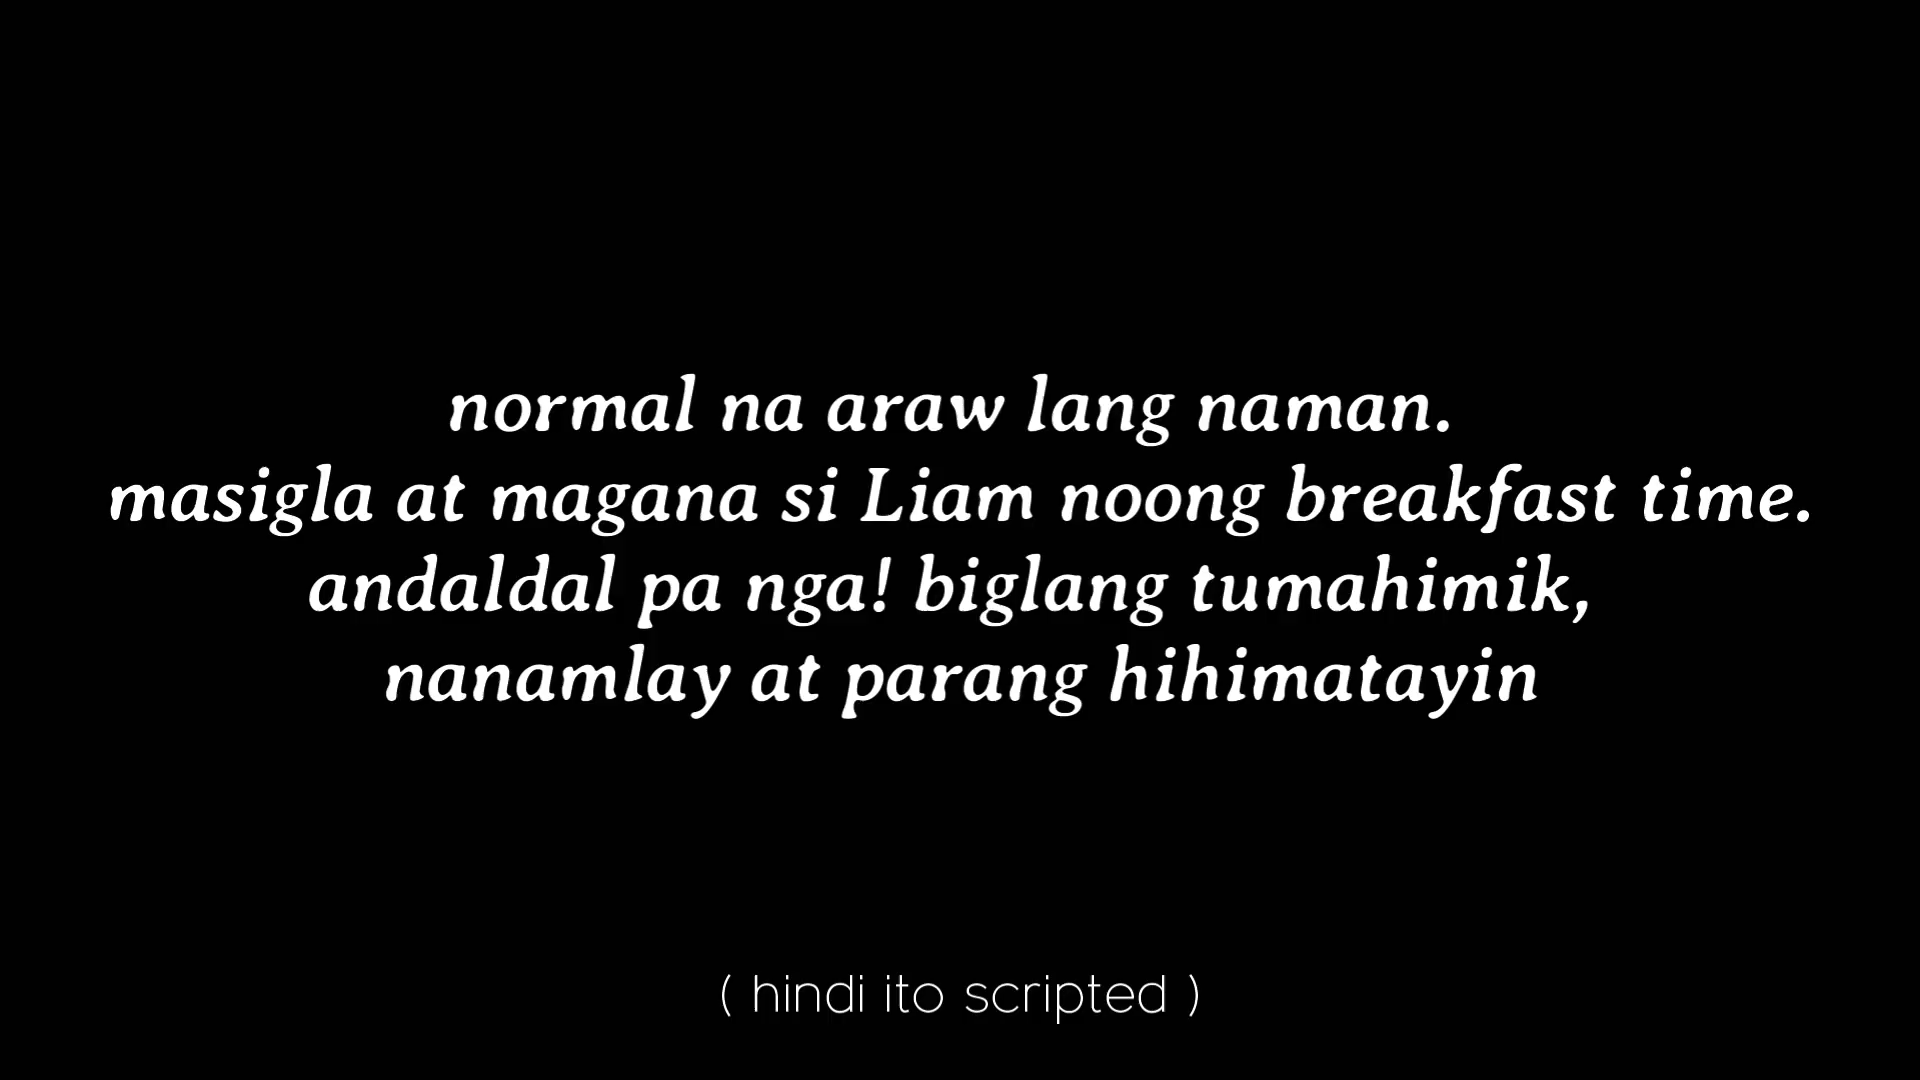 normal na araw lang naman.
masigla at magana si Liam noong breakfast time.
andaldal pa nga! biglang tumahimik,
nanamlay at parang hihimatayin
( hindi ito scripted )